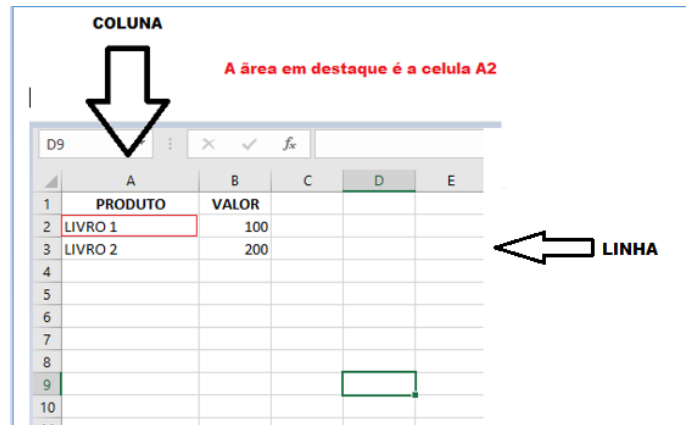 COLUNA
A ãrea em destaque é a celula A2
D9 fx
A B C D E
1 PRODUTO VALOR
2 LIVRO 1 100
3 LIVRO 2 200
LINHA
4
5
6
7
8
9
10